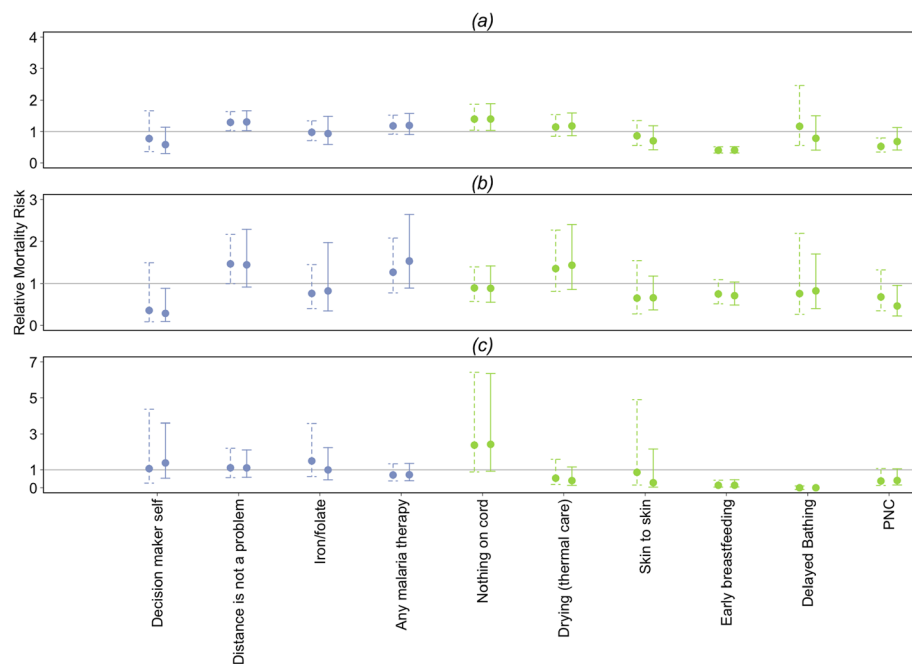 (a)
4
3
2
1
0
(b)
3
2
1
0
(c)
7
5
3
1
0
Relative Mortality Risk
Decision maker self
Distance is not a problem
Iron/folate
Any malaria therapy
Nothing on cord
Drying (thermal care)
Skin to skin
Early breastfeeding
Delayed Bathing
PNC